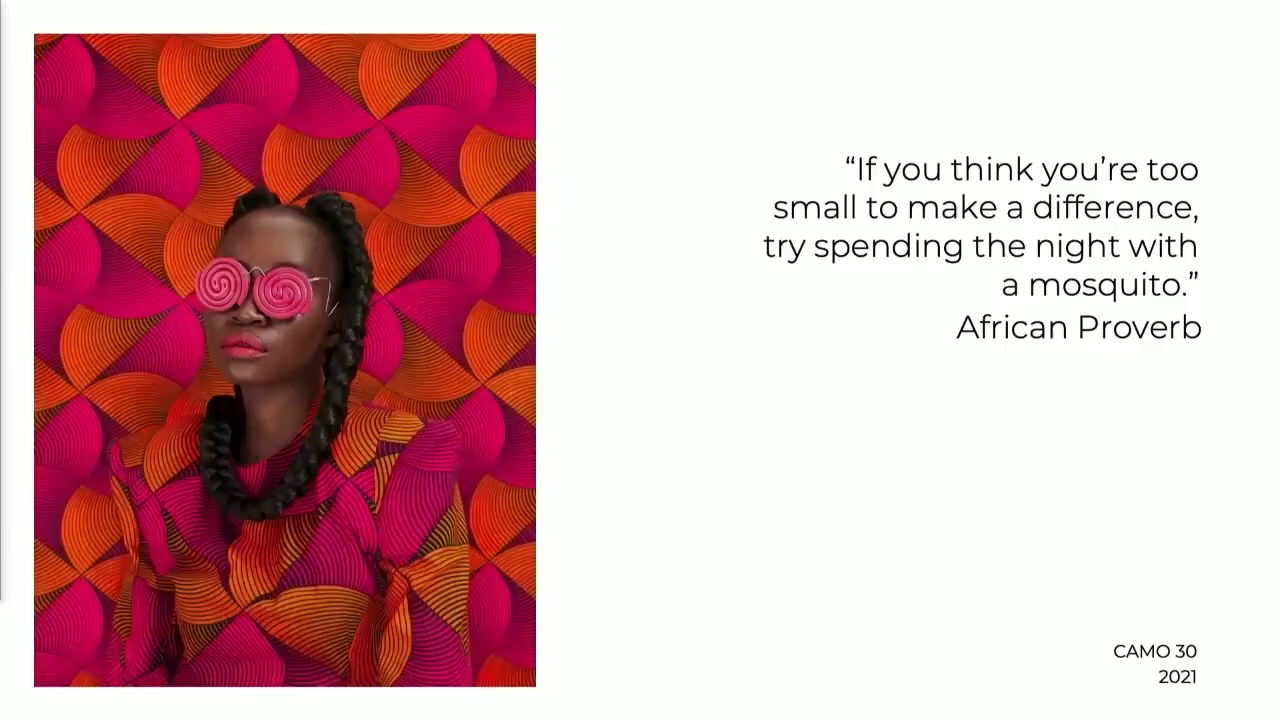 “If you think you’re too
small to make a difference,
try spending the night with
a mosquito.”
African Proverb
CAMO 30
2021